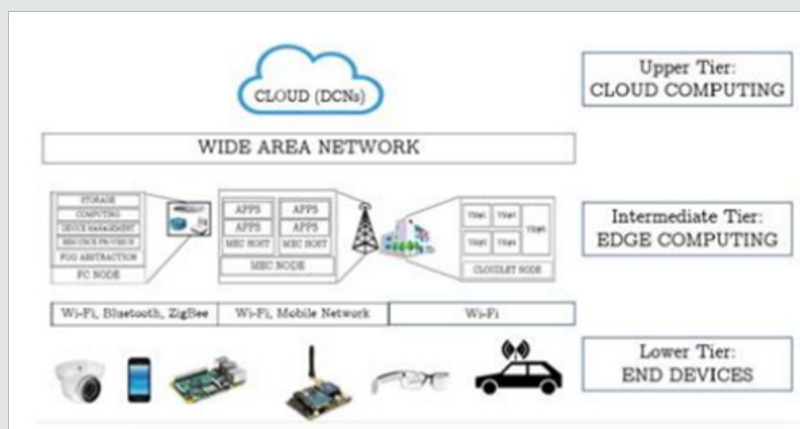 CLOUD (DCNs)
Upper Tier:
CLOUD COMPUTING
WIDE AREA NETWORK
STORAGE
COMPUTING
DEVICE MANAGEMENT
RESOURCE PROVISION
FOG ABSTRACTION
FC NODE
APPS APPS
APPS APPS
MEC HOST MEC HOST
MEC NODE
CLOUDLET NODE
Intermediate Tier:
EDGE COMPUTING
Wi-Fi, Bluetooth, ZigBee
Wi-Fi, Mobile Network
Wi-Fi
Lower Tier:
END DEVICES